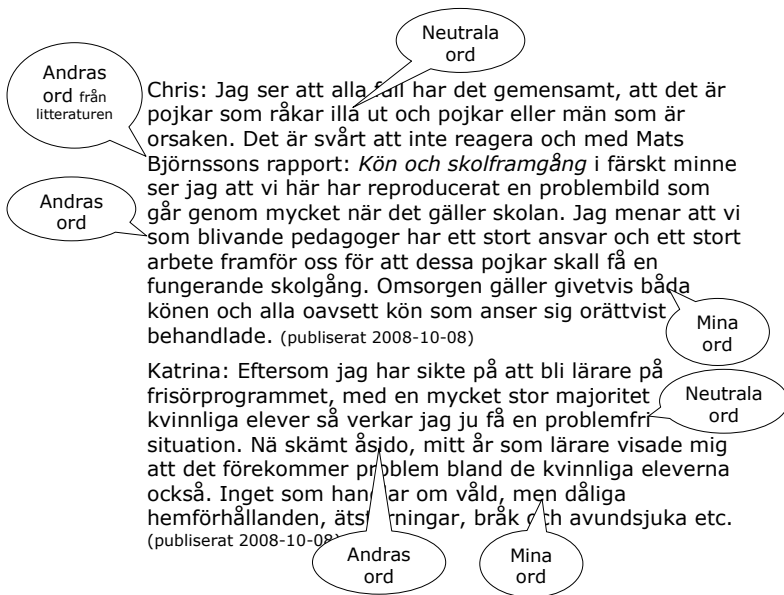 Neutrala
ord
Andras
ord från
litteraturen
Chris: Jag ser att alla fall har det gemensamt, att det är
pojkar som råkar illa ut och pojkar eller män som är
orsaken. Det är svårt att inte reagera och med Mats
Björnssons rapport: Kön och skolframgång i färskt minne
ser jag att vi här har reproducerat en problembild som
går genom mycket när det gäller skolan. Jag menar att vi
som blivande pedagoger har ett stort ansvar och ett stort
arbete framför oss för att dessa pojkar skall få en
fungerande skolgång. Omsorgen gäller givetvis båda
könen och alla oavsett kön som anser sig orättvist
behandlade. (publiserat 2008-10-08)
Andras
ord
Mina
ord
Katrina: Eftersom jag har sikte på att bli lärare på
frisörprogrammet, med en mycket stor majoritet
kvinnliga elever så verkar jag ju få en problemfri
situation. Nä skämt åsido, mitt år som lärare visade mig
att det förekommer problem bland de kvinnliga eleverna
också. Inget som handlar om våld, men dåliga
hemförhållanden, ätstörningar, bråk och avundsjuka etc.
(publiserat 2008-10-08)
Neutrala
ord
Andras
ord
Mina
ord